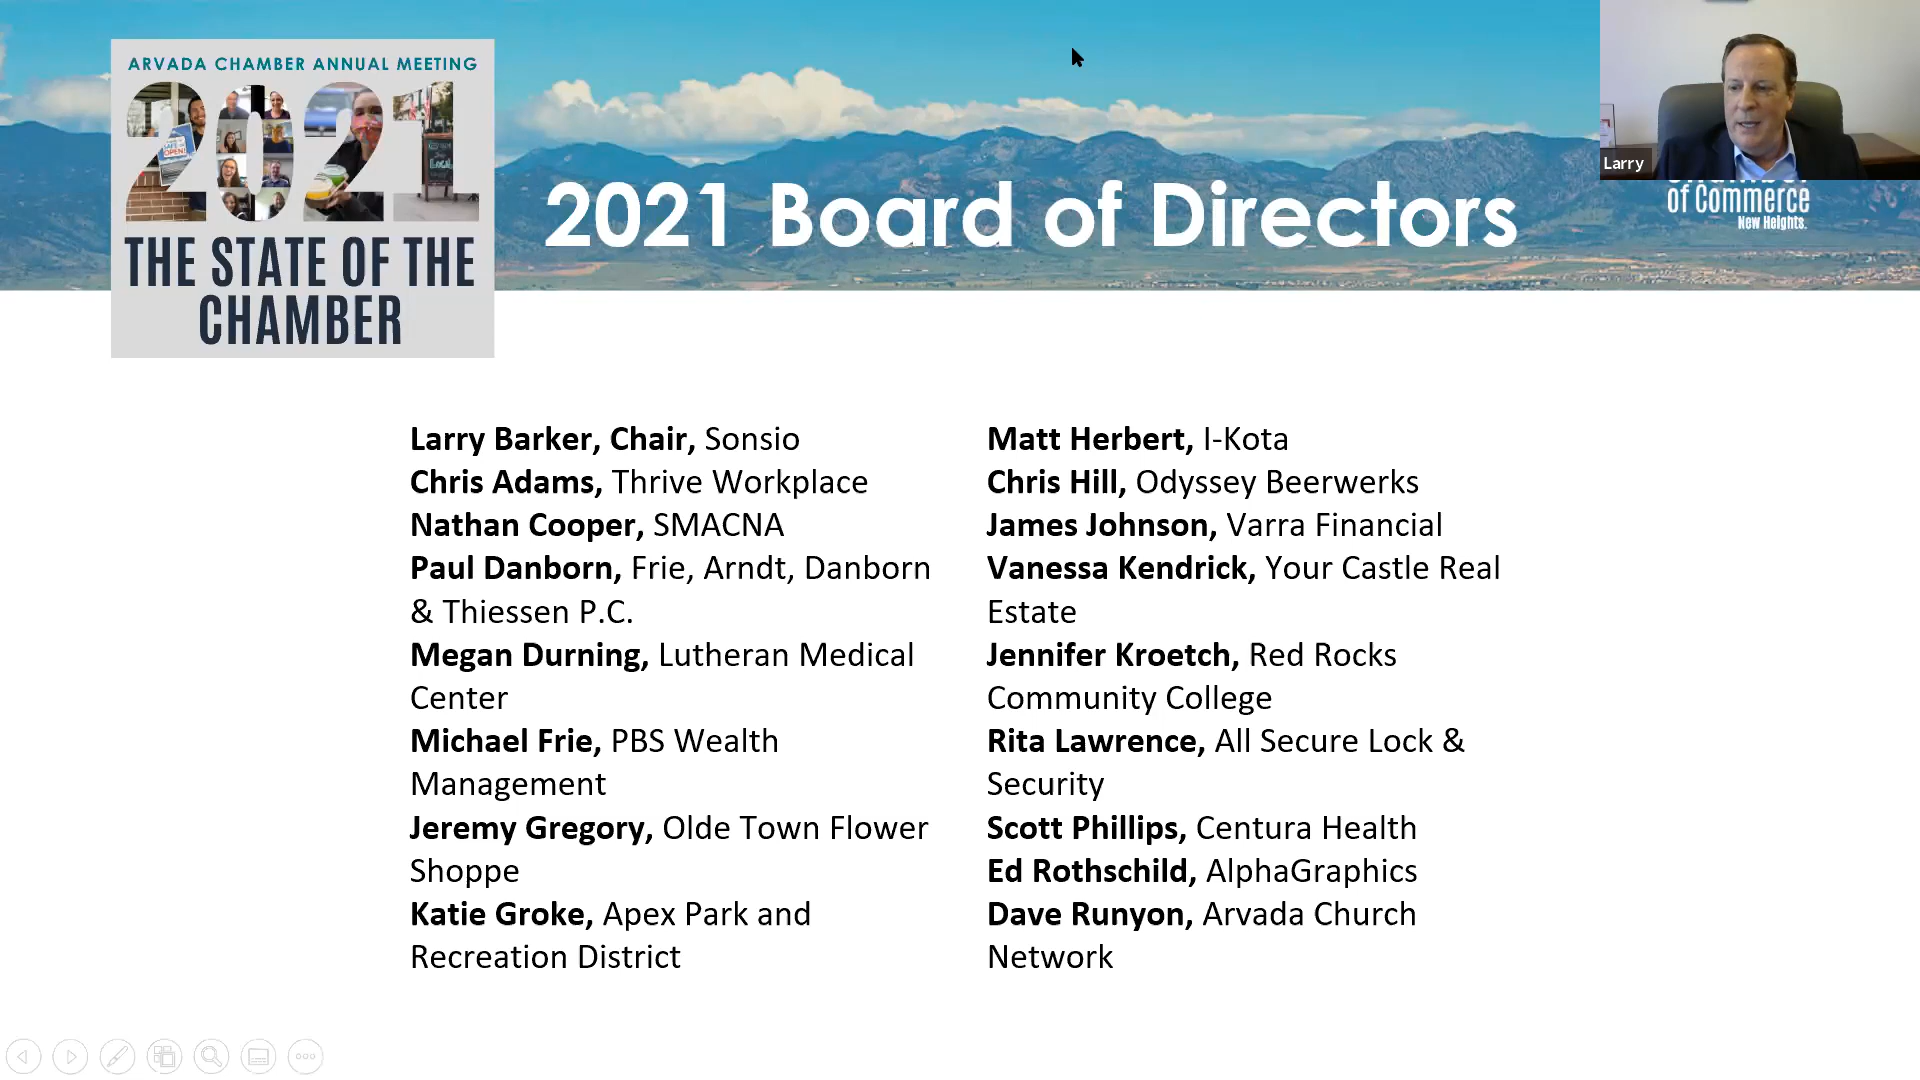 ARVADA CHAMBER ANNUAL MEETING
2021
THE STATE OF THE
CHAMBER
2021 Board of Directors
Larry
of Commerce
New Heights.
Larry Barker, Chair, Sonsio
Chris Adams, Thrive Workplace
Nathan Cooper, SMACNA
Paul Danborn, Frie, Arndt, Danborn
& Thiessen P.C.
Megan Durning, Lutheran Medical
Center
Michael Frie, PBS Wealth
Management
Jeremy Gregory, Olde Town Flower
Shoppe
Katie Groke, Apex Park and
Recreation District
Matt Herbert, I-Kota
Chris Hill, Odyssey Beerwerks
James Johnson, Varra Financial
Vanessa Kendrick, Your Castle Real
Estate
Jennifer Kroetch, Red Rocks
Community College
Rita Lawrence, All Secure Lock &
Security
Scott Phillips, Centura Health
Ed Rothschild, AlphaGraphics
Dave Runyon, Arvada Church
Network